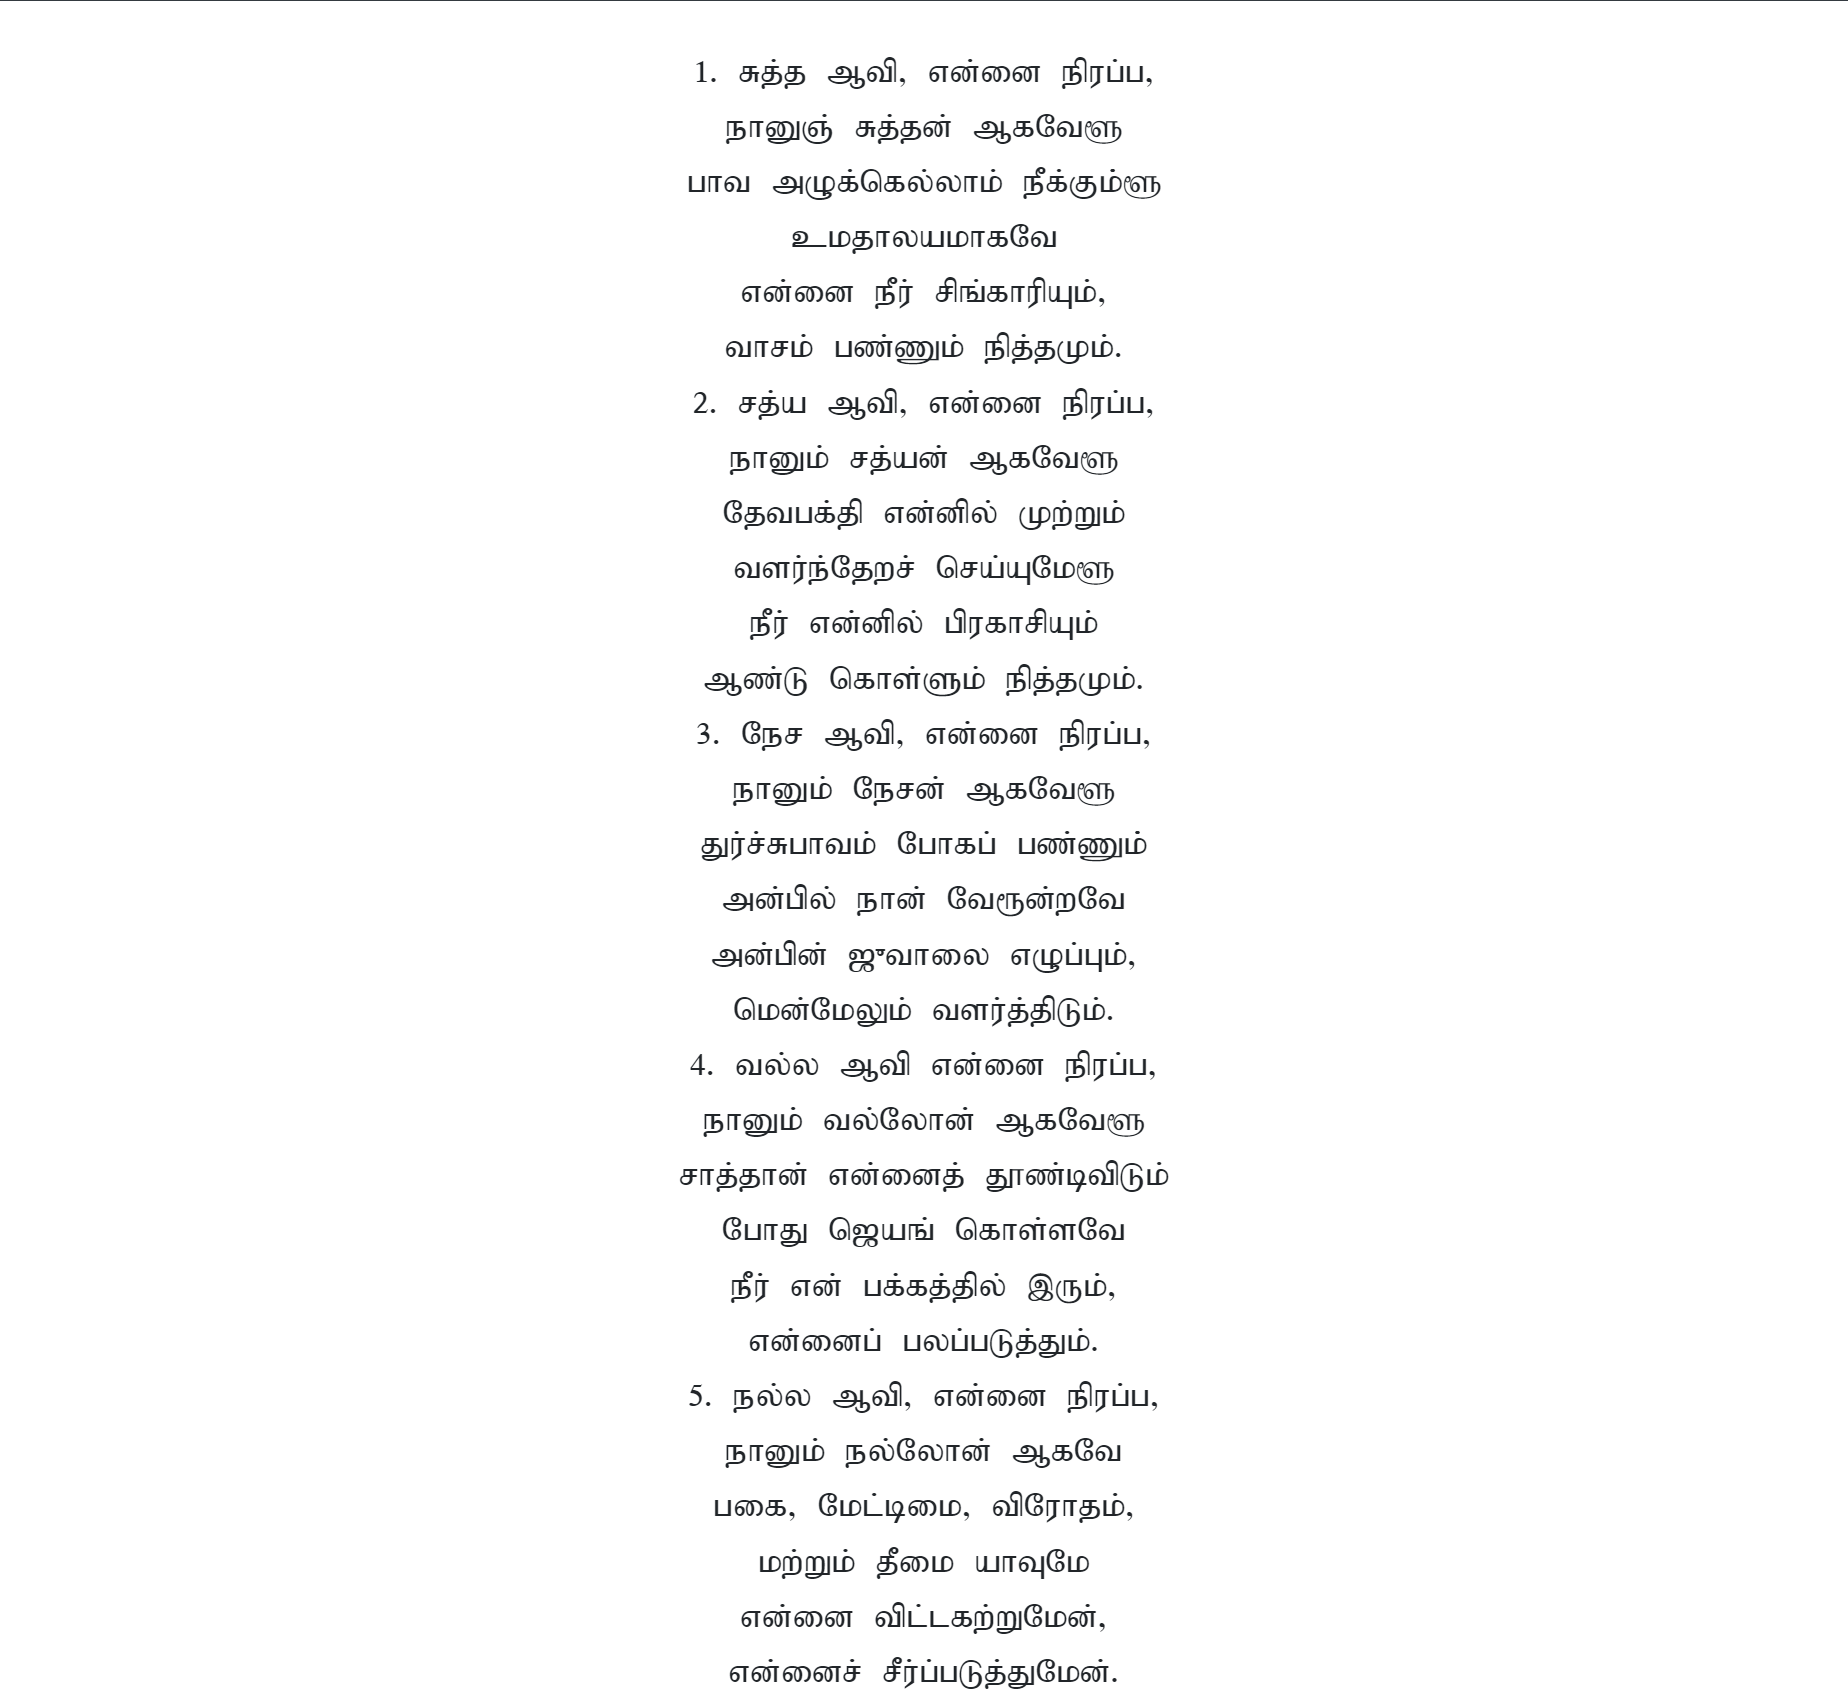 1. சுத்த ஆவி, என்னை நிரப்ப,
நானுஞ் சுத்தன் ஆகவேளூ
பாவ அழுக்கெல்லாம் நீக்கும்ளூ
உமதாலயமாகவே
என்னை நீர் சிங்காரியும்,
வாசம் பண்ணும் நித்தமும்.
2. சத்ய ஆவி, என்னை நிரப்ப,
நானும் சத்யன் ஆகவேளூ
தேவபக்தி என்னில் முற்றும்
வளர்ந்தேறச் செய்யுமேளூ
நீர் என்னில் பிரகாசியும்
ஆண்டு கொள்ளும் நித்தமும்.
3. நேச ஆவி, என்னை நிரப்ப,
நானும் நேசன் ஆகவேளூ
துர்ச்சுபாவம் போகப் பண்ணும்
அன்பில் நான் வேரூன்றவே
அன்பின் ஜுவாலை எழுப்பும்,
மென்மேலும் வளர்த்திடும்.
4. வல்ல ஆவி என்னை நிரப்ப,
நானும் வல்லோன் ஆகவேளூ
சாத்தான் என்னைத் தூண்டிவிடும்
போது ஜெயங் கொள்ளவே
நீர் என் பக்கத்தில் இரும்,
என்னைப் பலப்படுத்தும்.
5. நல்ல ஆவி, என்னை நிரப்ப,
நானும் நல்லோன் ஆகவே
பகை, மேட்டிமை, விரோதம்,
மற்றும் தீமை யாவுமே
என்னை விட்டகற்றுமேன்,
என்னைச் சீர்ப்படுத்துமேன்.